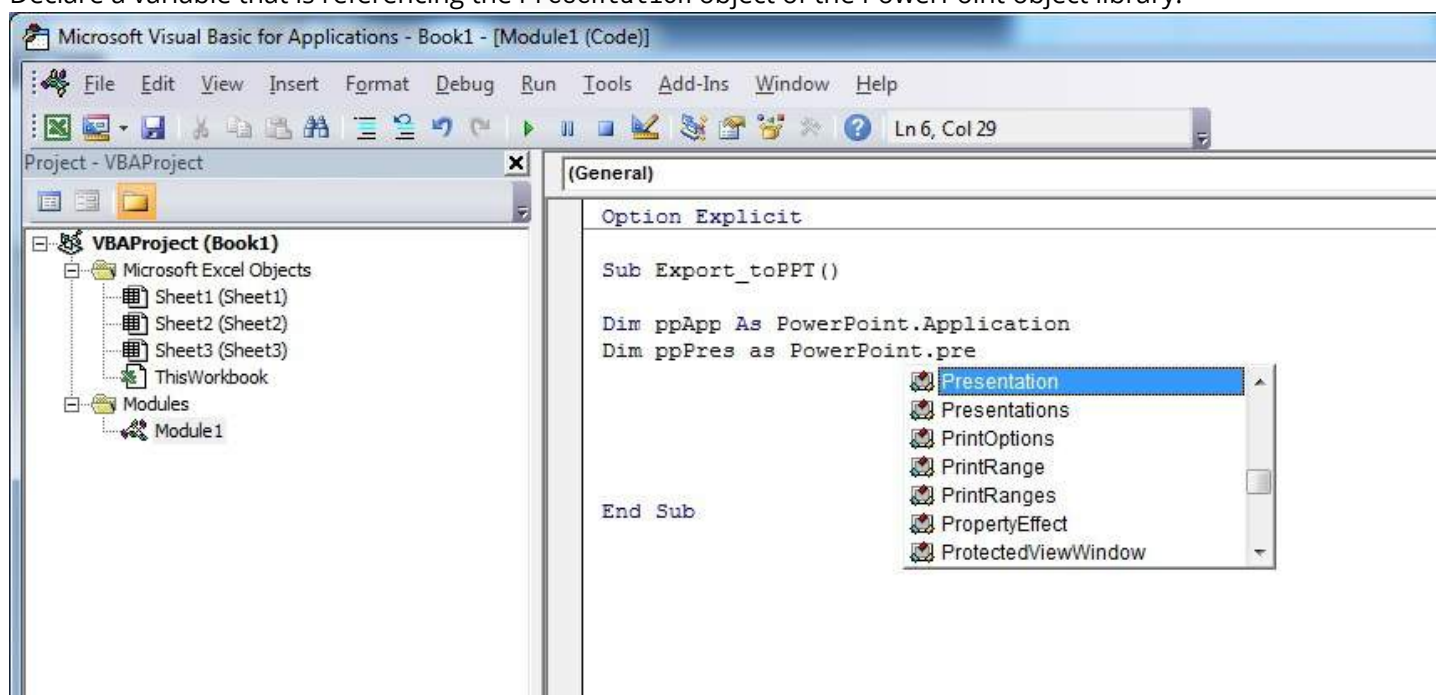 Declare a variable that is referencing the Presentation object of the PowerPoint object library.
Microsoft Visual Basic for Applications - Book1 - [Module1 (Code)]
File Edit View Insert Format Debug Run Tools Add-Ins Window Help
Ln 6, Col 29
Project - VBAProject
(General)
Option Explicit
VBAProject (Book1)
Microsoft Excel Objects
Sheet1 (Sheet1)
Sheet2 (Sheet2)
Sheet3 (Sheet3)
ThisWorkbook
Modules
Module1
Sub Export_toPPT()
Dim ppApp As PowerPoint.Application
Dim ppPres as PowerPoint.pre
Presentation
Presentations
PrintOptions
PrintRange
PrintRanges
PropertyEffect
ProtectedViewWindow
End Sub